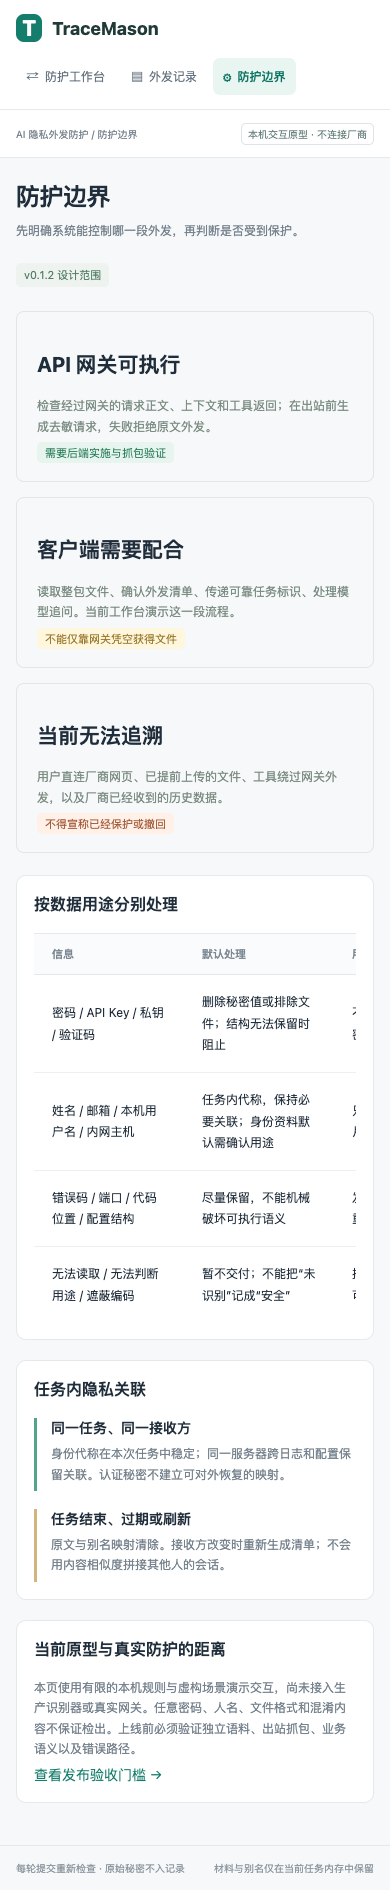 T TraceMason
防护工作台 外发记录 防护边界
AI 隐私外发防护 / 防护边界 本机交互原型 · 不连接厂商
防护边界
先明确系统能控制哪一段外发，再判断是否受到保护。
v0.1.2 设计范围
API 网关可执行
检查经过网关的请求正文、上下文和工具返回；在出站前生
成去敏请求，失败拒绝原文外发。
需要后端实施与抓包验证
客户端需要配合
读取整包文件、确认外发清单、传递可靠任务标识、处理模
型追问。当前工作台演示这一段流程。
不能仅靠网关凭空获得文件
当前无法追溯
用户直连厂商网页、已提前上传的文件、工具绕过网关外
发，以及厂商已经收到的历史数据。
不得宣称已经保护或撤回
按数据用途分别处理
信息 默认处理
密码 / API Key / 私钥
/ 验证码
删除秘密值或排除文
件；结构无法保留时
阻止
姓名 / 邮箱 / 本机用
户名 / 内网主机
任务内代称，保持必
要关联；身份资料默
认需确认用途
错误码 / 端口 / 代码
位置 / 配置结构
尽量保留，不能机械
破坏可执行语义
无法读取 / 无法判断
用途 / 遮蔽编码
暂不交付；不能把“未
识别”记成“安全”
任务内隐私关联
同一任务、同一接收方
身份代称在本次任务中稳定；同一服务器跨日志和配置保
留关联。认证秘密不建立可对外恢复的映射。
任务结束、过期或刷新
原文与别名映射清除。接收方改变时重新生成清单；不会
用内容相似度拼接其他人的会话。
当前原型与真实防护的距离
本页使用有限的本机规则与虚构场景演示交互，尚未接入生
产识别器或真实网关。任意密码、人名、文件格式和混淆内
容不保证检出。上线前必须验证独立语料、出站抓包、业务
语义以及错误路径。
查看发布验收门槛 →
每轮提交重新检查 · 原始秘密不入记录 材料与别名仅在当前任务内存中保留